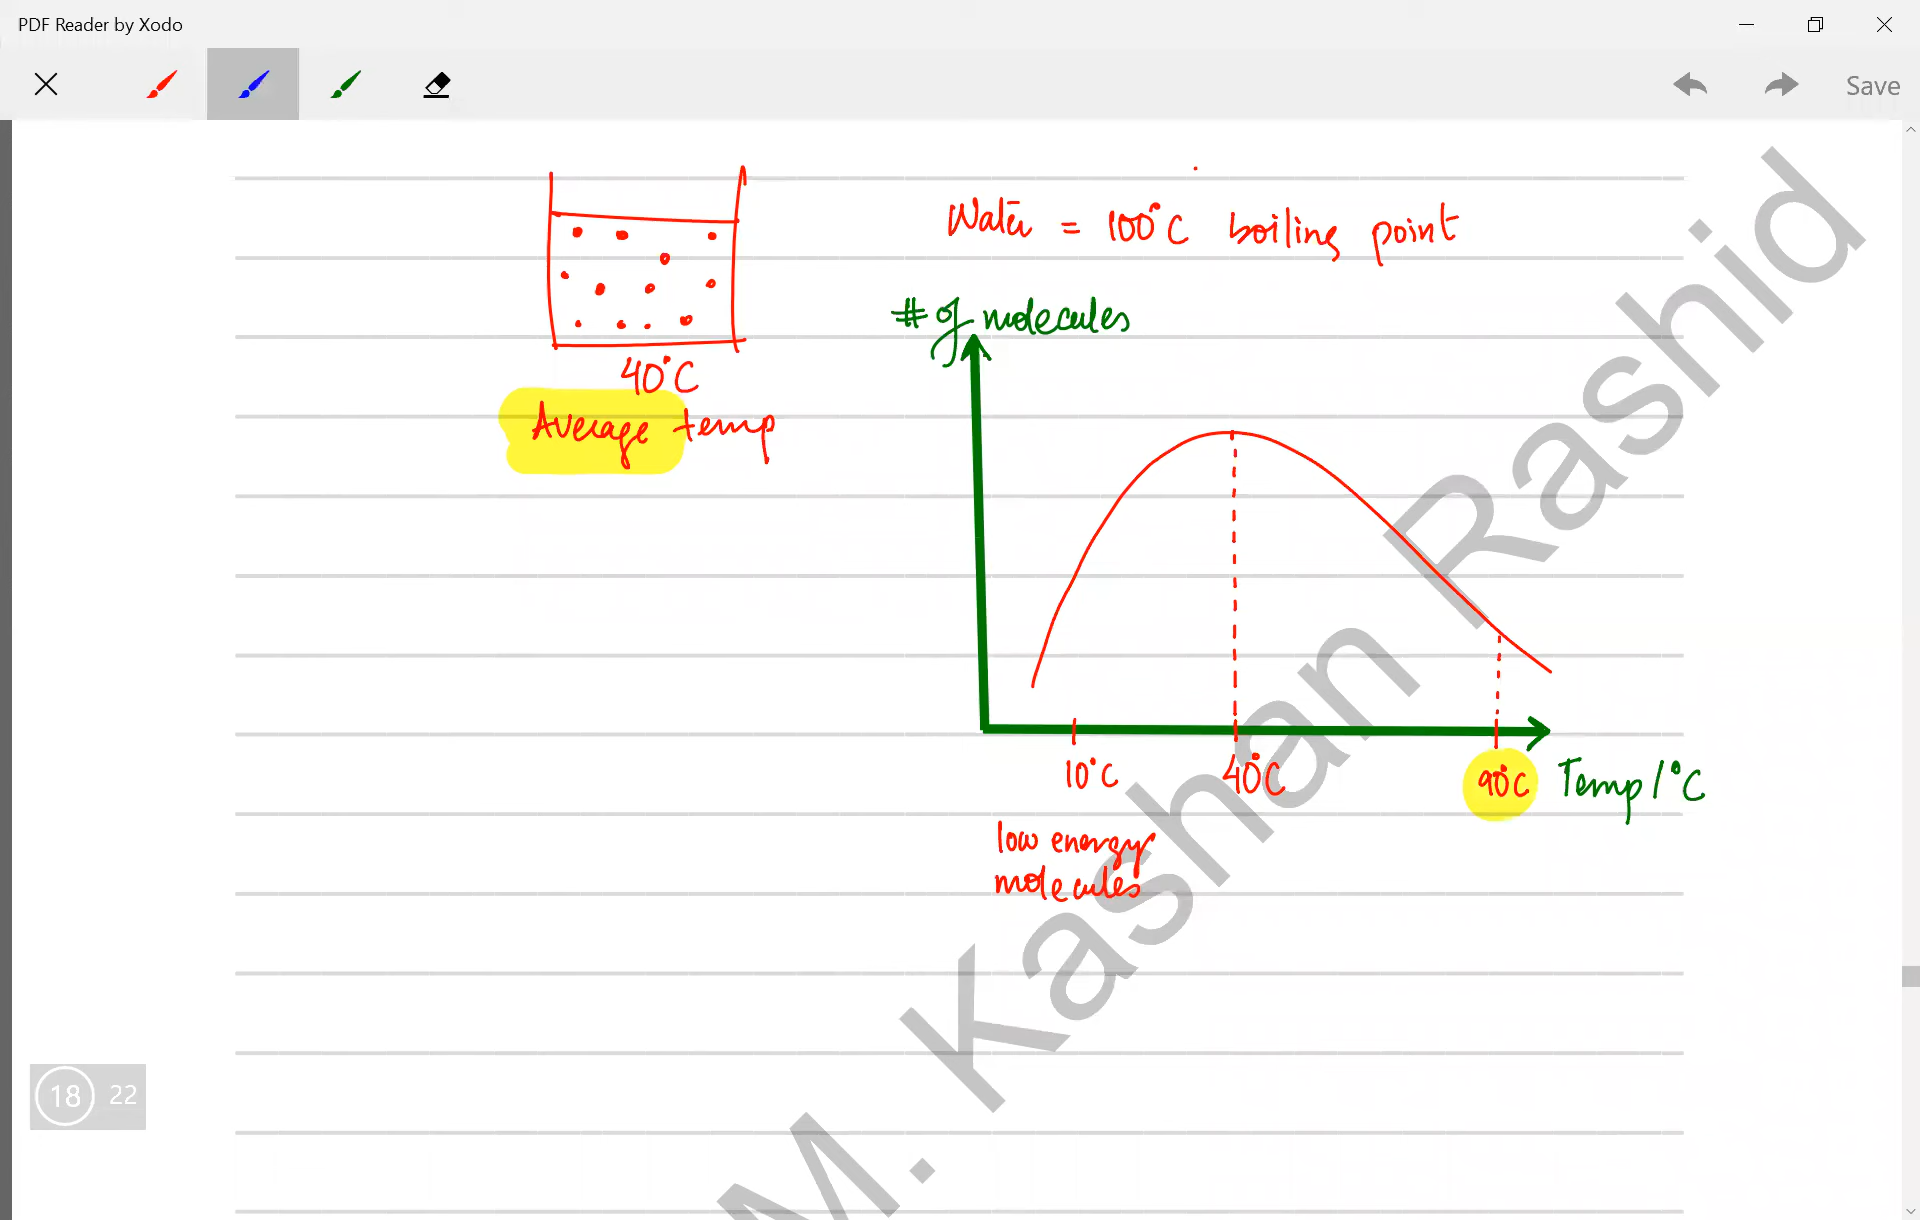 PDF Reader by Xodo
Save
Water = 100°C boiling point
# of molecules
40°C
Average temp
10°C
40°C
90°C
Temp/°C
low energy
molecules
18 22
M. Kashan Rashid